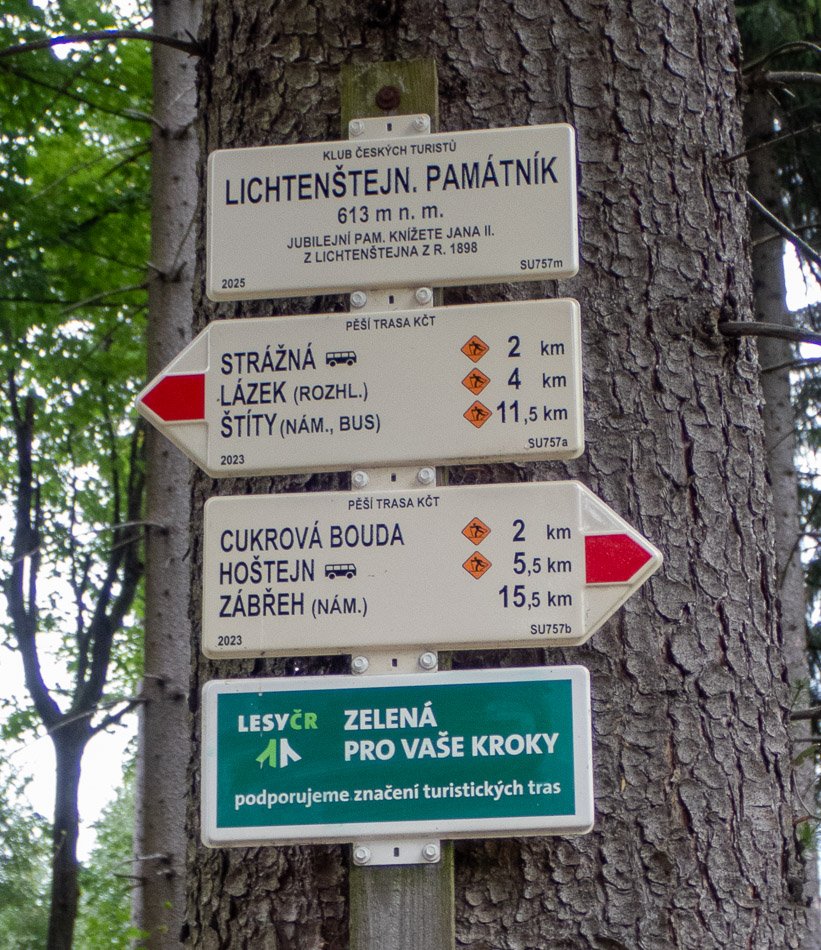 KLUB ČESKÝCH TURISTŮ
LICHTENŠTEJN. PAMÁTNÍK
613 m n. m.
JUBILEJNÍ PAM. KNÍŽETE JANA II.
Z LICHTENŠTEJNA Z R. 1898
2025 SU757m
PĚŠÍ TRASA KČT
STRÁŽNÁ 2 km
LÁZEK (ROZHL.) 4 km
ŠTÍTY (NÁM., BUS) 11,5 km
2023 SU757a
PĚŠÍ TRASA KČT
CUKROVÁ BOUDA 2 km
HOŠTEJN 5,5 km
ZÁBŘEH (NÁM.) 15,5 km
2023 SU757b
LESY ČR ZELENÁ
PRO VAŠE KROKY
podporujeme značení turistických tras